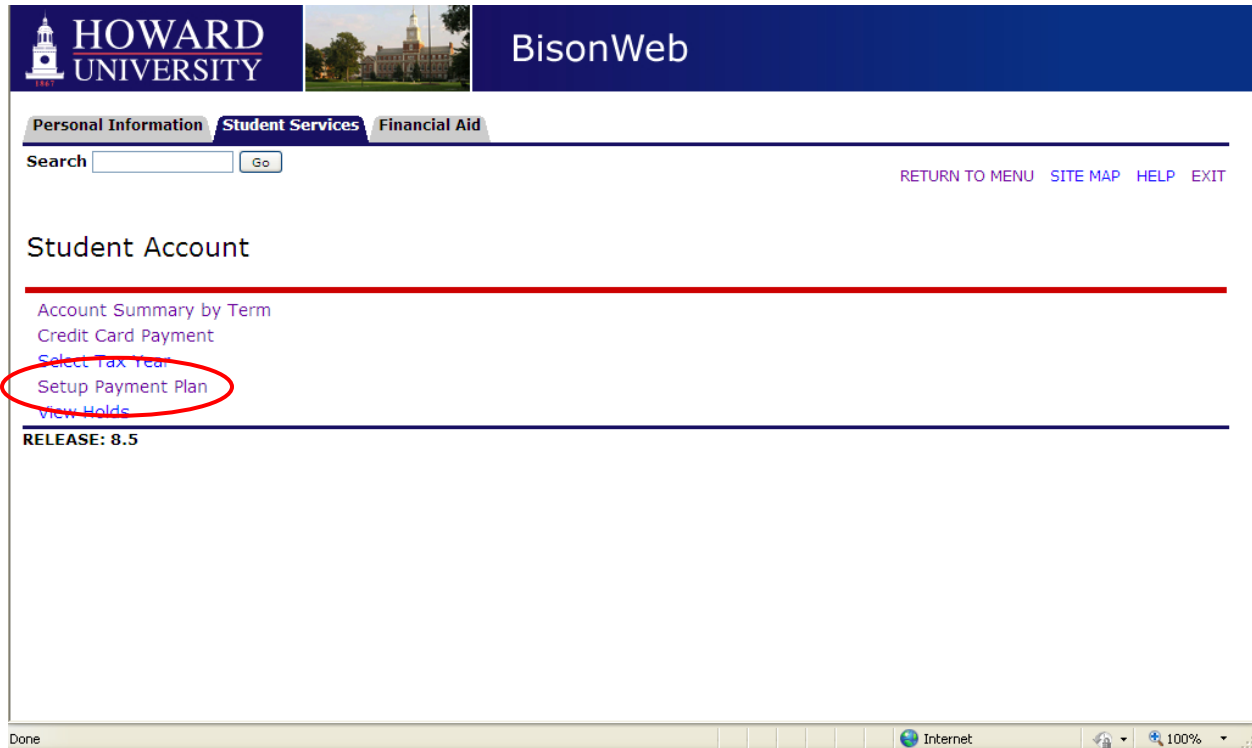 HOWARD
UNIVERSITY
1867
BisonWeb
Personal Information Student Services Financial Aid
Search Go
RETURN TO MENU SITE MAP HELP EXIT
Student Account
Account Summary by Term
Credit Card Payment
Select Tax Year
Setup Payment Plan
View Holds
RELEASE: 8.5
Done Internet 100%